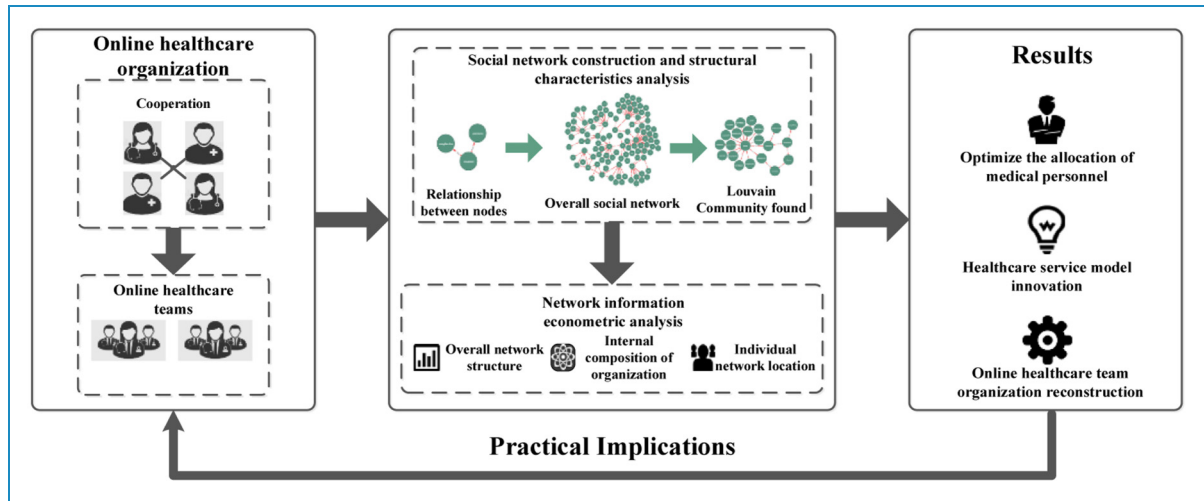 Online healthcare
organization
Cooperation
Online healthcare
teams
Social network construction and structural
characteristics analysis
Relationship
between nodes
Overall social network
Louvain
Community found
Network information
econometric analysis
Overall network
structure
Internal
composition of
organization
Individual
network location
Results
Optimize the allocation of
medical personnel
Healthcare service model
innovation
Online healthcare team
organization reconstruction
Practical Implications